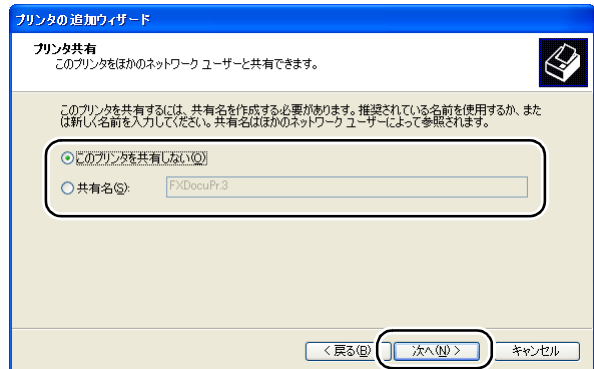 プリンタの追加ウィザード
プリンタ共有
このプリンタをほかのネットワーク ユーザーと共有できます。
このプリンタを共有するには、共有名を作成する必要があります。推奨されている名前を使用するか、また
は新しく名前を入力してください。共有名はほかのネットワーク ユーザーによって参照されます。
このプリンタを共有しない(O)
共有名(S): FXDocuPr.3
< 戻る(B) 次へ(N) > キャンセル